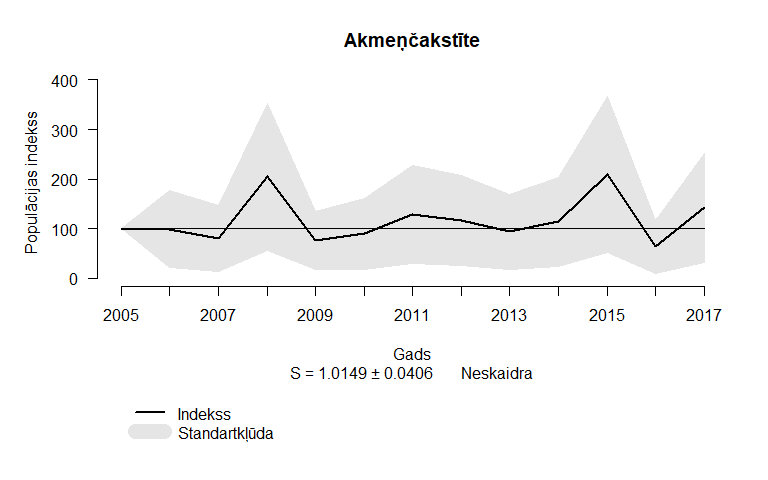 Akmeņčakstīte
Populācijas indekss
400
300
200
100
0
2005 2007 2009 2011 2013 2015 2017
Gads
S = 1.0149 ± 0.0406 Neskaidra
Indekss
Standartkļūda